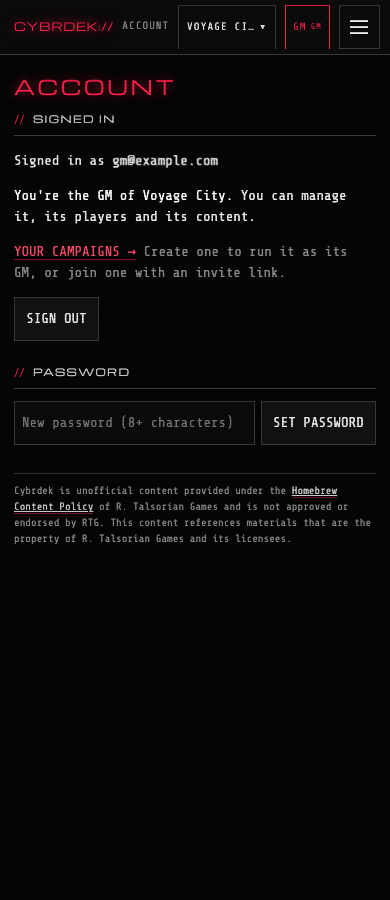 CYBRDEK://
ACCOUNT
VOYAGE CI… ▾
GM GM
ACCOUNT
// SIGNED IN
Signed in as gm@example.com
You're the GM of Voyage City. You can manage
it, its players and its content.
YOUR CAMPAIGNS → Create one to run it as its
GM, or join one with an invite link.
SIGN OUT
// PASSWORD
New password (8+ characters)
SET PASSWORD
Cybrdek is unofficial content provided under the Homebrew
Content Policy of R. Talsorian Games and is not approved or
endorsed by RTG. This content references materials that are the
property of R. Talsorian Games and its licensees.